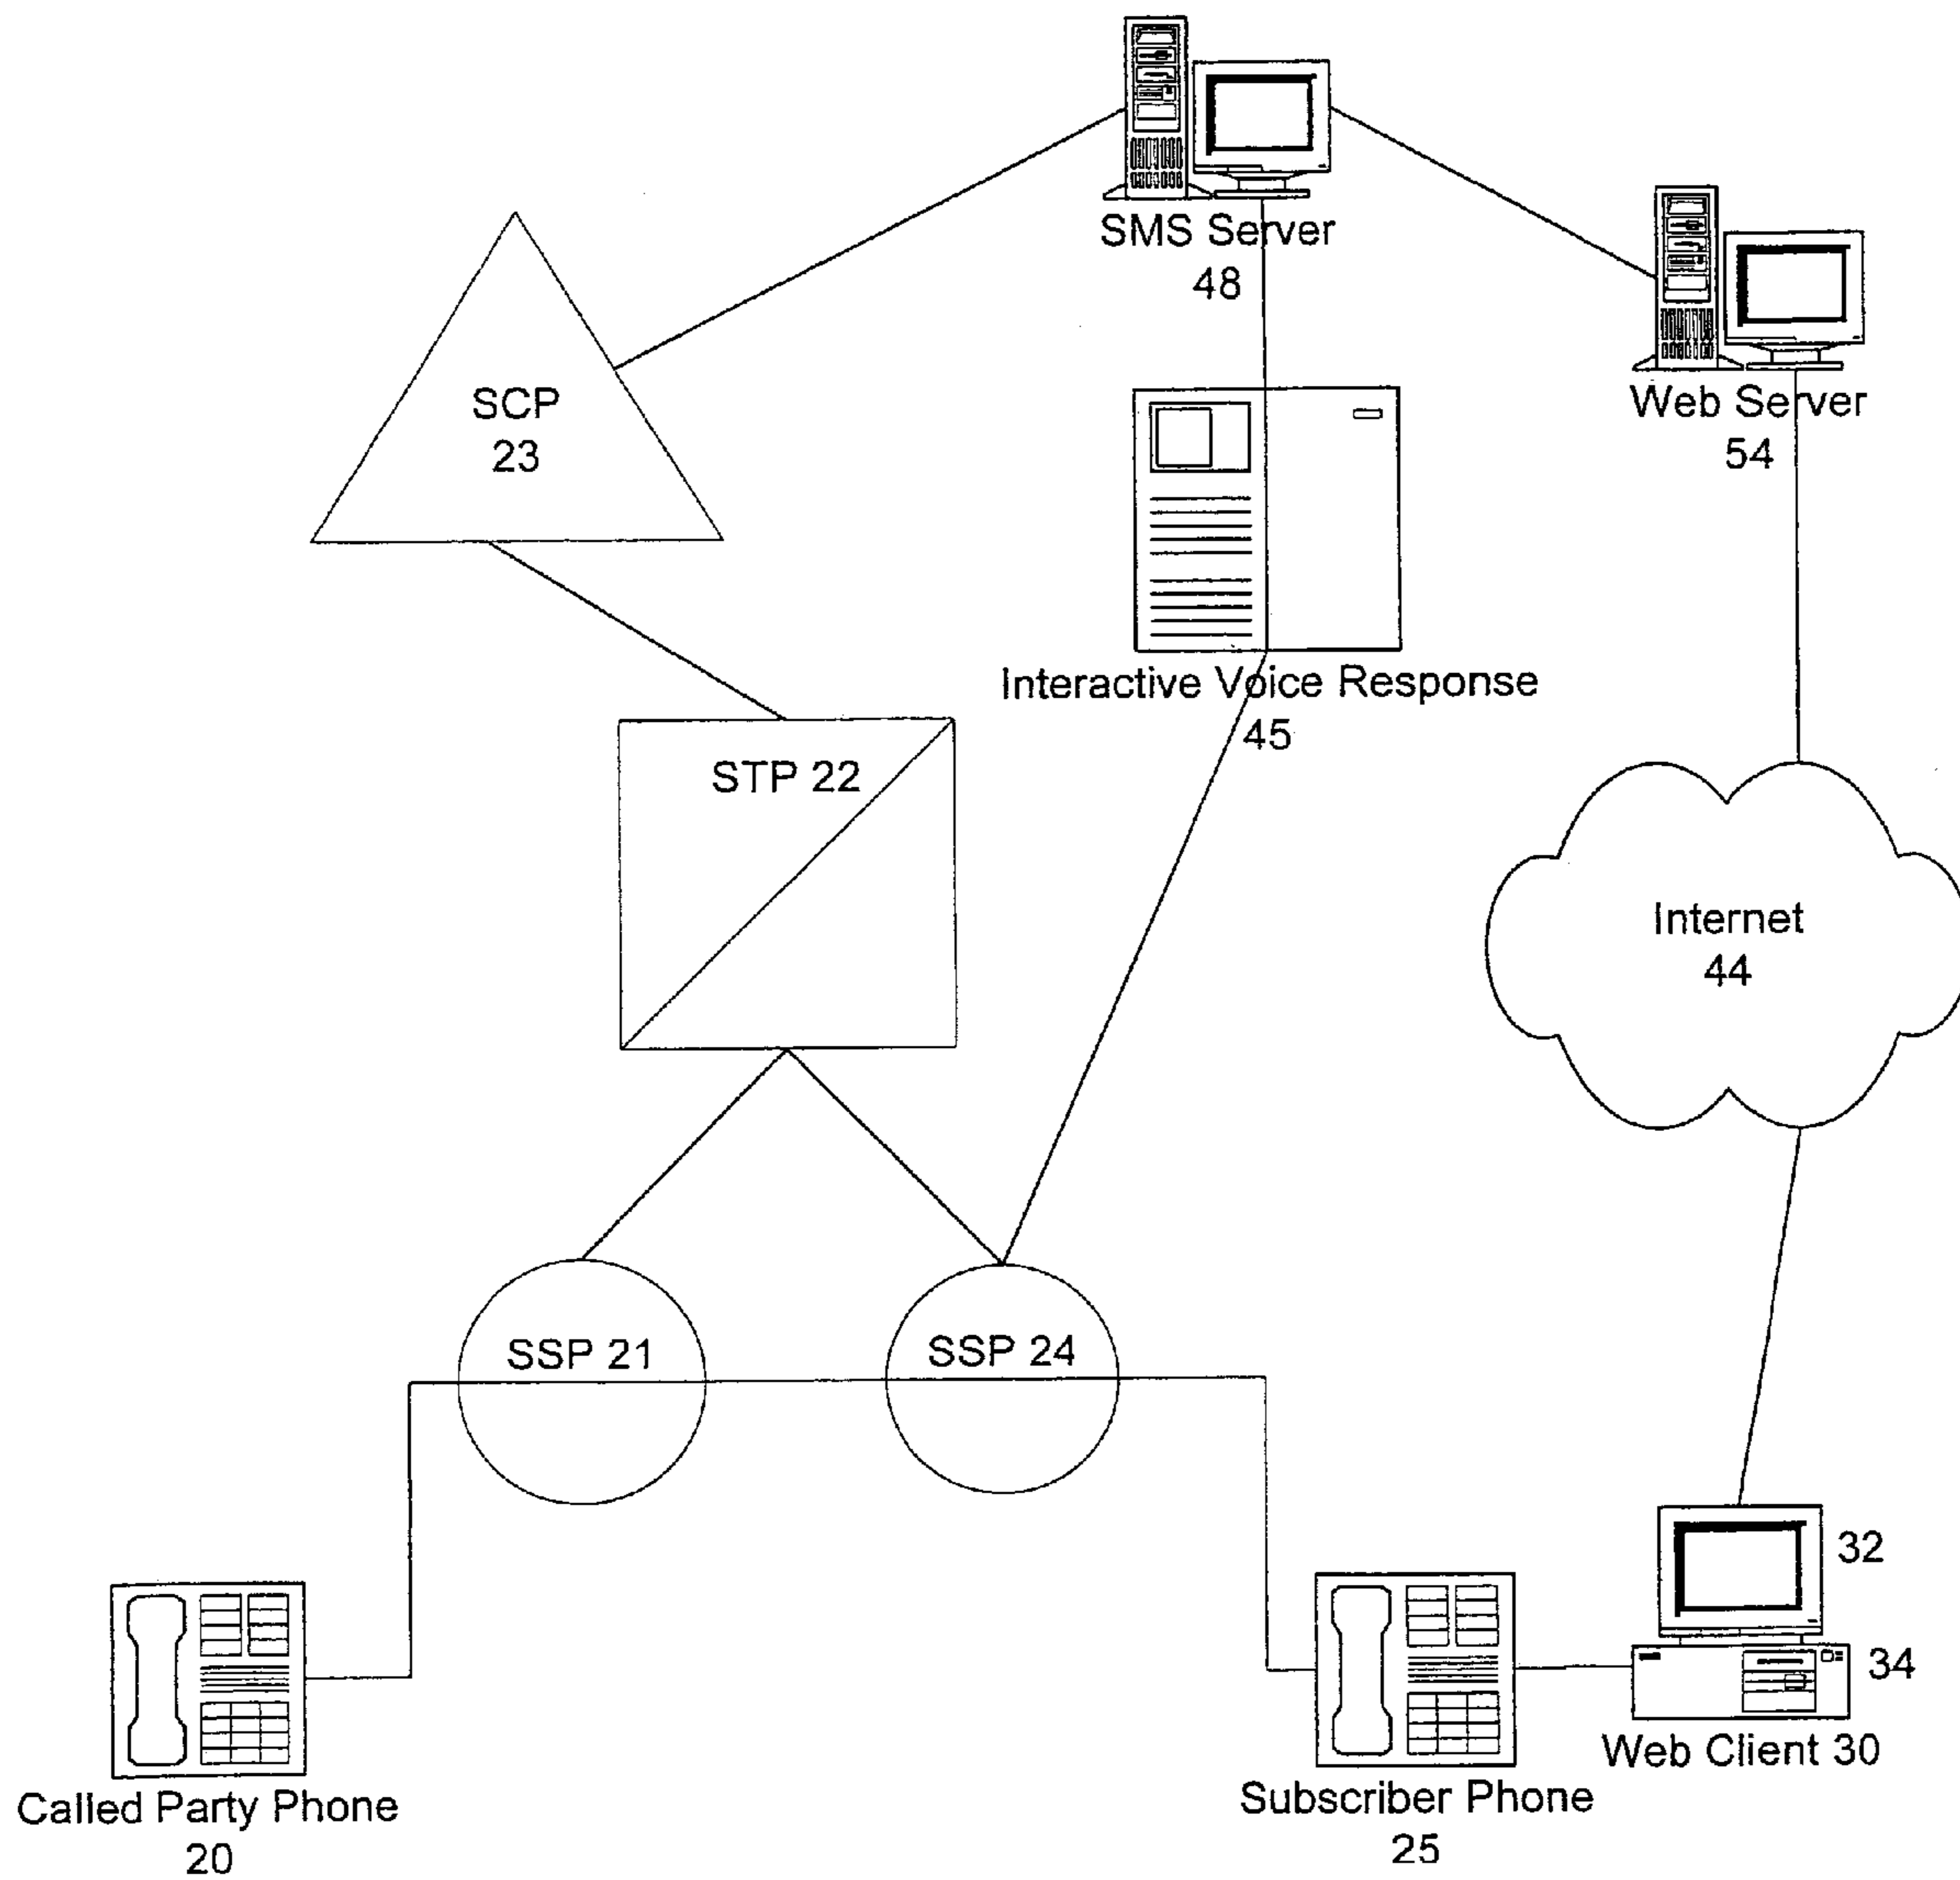 SMS Server
48
SCP
23
Web Server
54
Interactive Voice Response
45
STP 22
Internet
44
SSP 21
SSP 24
32
34
Web Client 30
Called Party Phone
20
Subscriber Phone
25